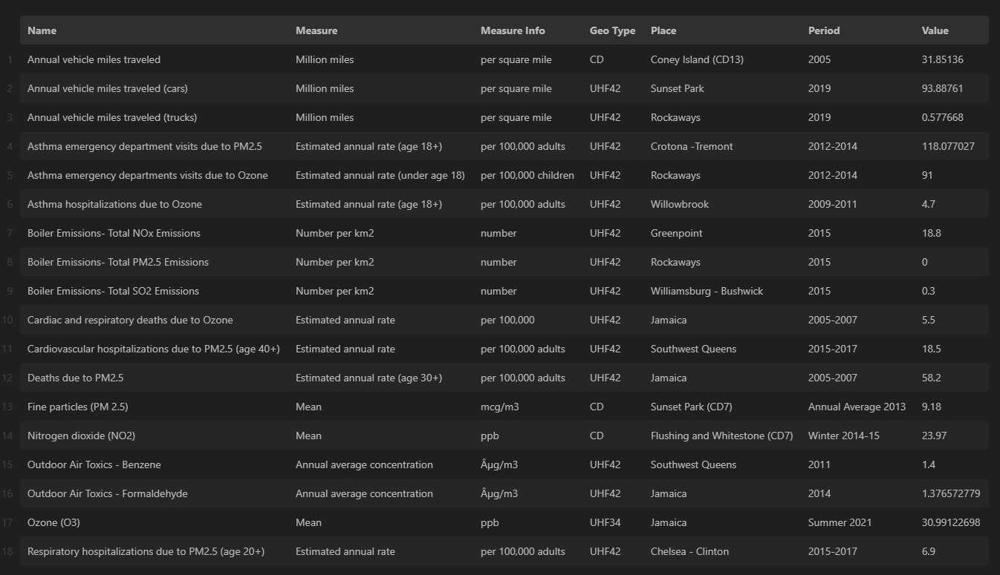 Name Measure Measure Info Geo Type Place Period Value
1 Annual vehicle miles traveled Million miles per square mile CD Coney Island (CD13) 2005 31.85136
2 Annual vehicle miles traveled (cars) Million miles per square mile UHF42 Sunset Park 2019 93.88761
3 Annual vehicle miles traveled (trucks) Million miles per square mile UHF42 Rockaways 2019 0.577668
4 Asthma emergency department visits due to PM2.5 Estimated annual rate (age 18+) per 100,000 adults UHF42 Crotona -Tremont 2012-2014 118.077027
5 Asthma emergency departments visits due to Ozone Estimated annual rate (under age 18) per 100,000 children UHF42 Rockaways 2012-2014 91
6 Asthma hospitalizations due to Ozone Estimated annual rate (age 18+) per 100,000 adults UHF42 Willowbrook 2009-2011 4.7
7 Boiler Emissions- Total NOx Emissions Number per km2 number UHF42 Greenpoint 2015 18.8
8 Boiler Emissions- Total PM2.5 Emissions Number per km2 number UHF42 Rockaways 2015 0
9 Boiler Emissions- Total SO2 Emissions Number per km2 number UHF42 Williamsburg - Bushwick 2015 0.3
10 Cardiac and respiratory deaths due to Ozone Estimated annual rate per 100,000 UHF42 Jamaica 2005-2007 5.5
11 Cardiovascular hospitalizations due to PM2.5 (age 40+) Estimated annual rate per 100,000 adults UHF42 Southwest Queens 2015-2017 18.5
12 Deaths due to PM2.5 Estimated annual rate (age 30+) per 100,000 adults UHF42 Jamaica 2005-2007 58.2
13 Fine particles (PM 2.5) Mean mcg/m3 CD Sunset Park (CD7) Annual Average 2013 9.18
14 Nitrogen dioxide (NO2) Mean ppb CD Flushing and Whitestone (CD7) Winter 2014-15 23.97
15 Outdoor Air Toxics - Benzene Annual average concentration Âµg/m3 UHF42 Southwest Queens 2011 1.4
16 Outdoor Air Toxics - Formaldehyde Annual average concentration Âµg/m3 UHF42 Jamaica 2014 1.376572779
17 Ozone (O3) Mean ppb UHF34 Jamaica Summer 2021 30.99122698
18 Respiratory hospitalizations due to PM2.5 (age 20+) Estimated annual rate per 100,000 adults UHF42 Chelsea - Clinton 2015-2017 6.9